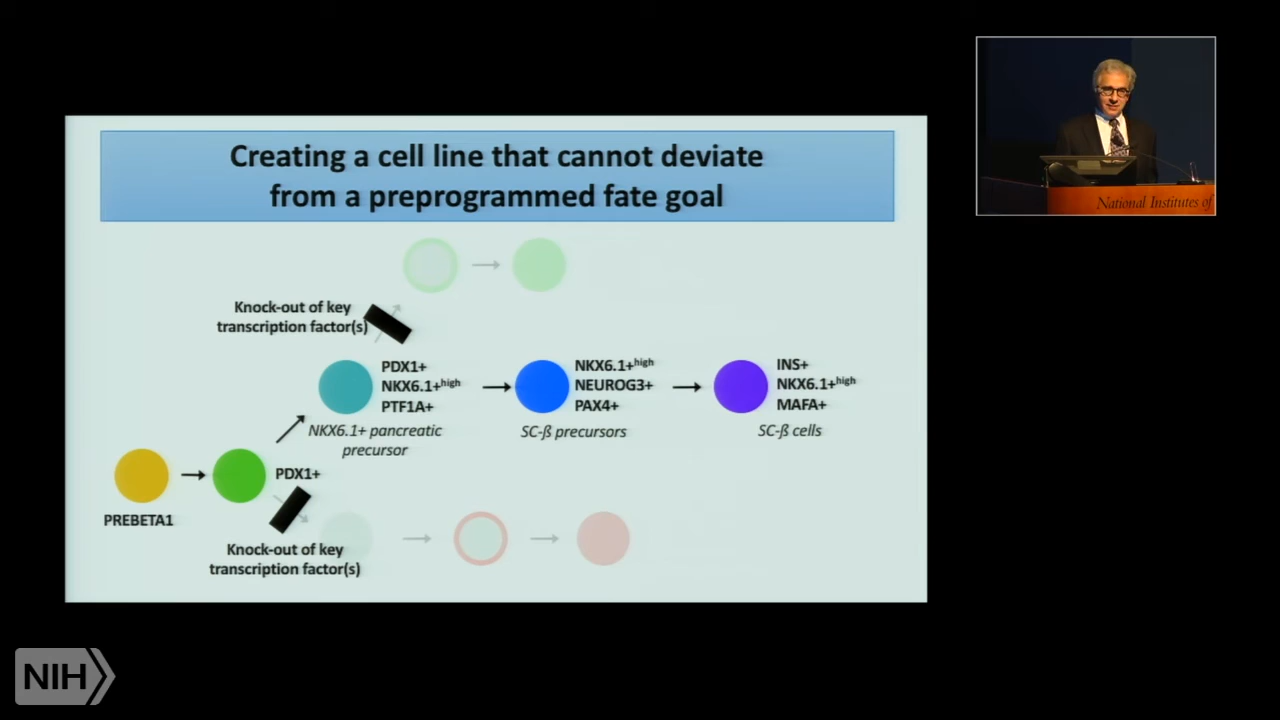 Creating a cell line that cannot deviate
from a preprogrammed fate goal
Knock-out of key
transcription factor(s)
PDX1+
NKX6.1+high
PTF1A+
NKX6.1+ pancreatic
precursor
NKX6.1+high
NEUROG3+
PAX4+
SC-ß precursors
INS+
NKX6.1+high
MAFA+
SC-ß cells
PREBETA1
PDX1+
Knock-out of key
transcription factor(s)
National Institutes of
NIH